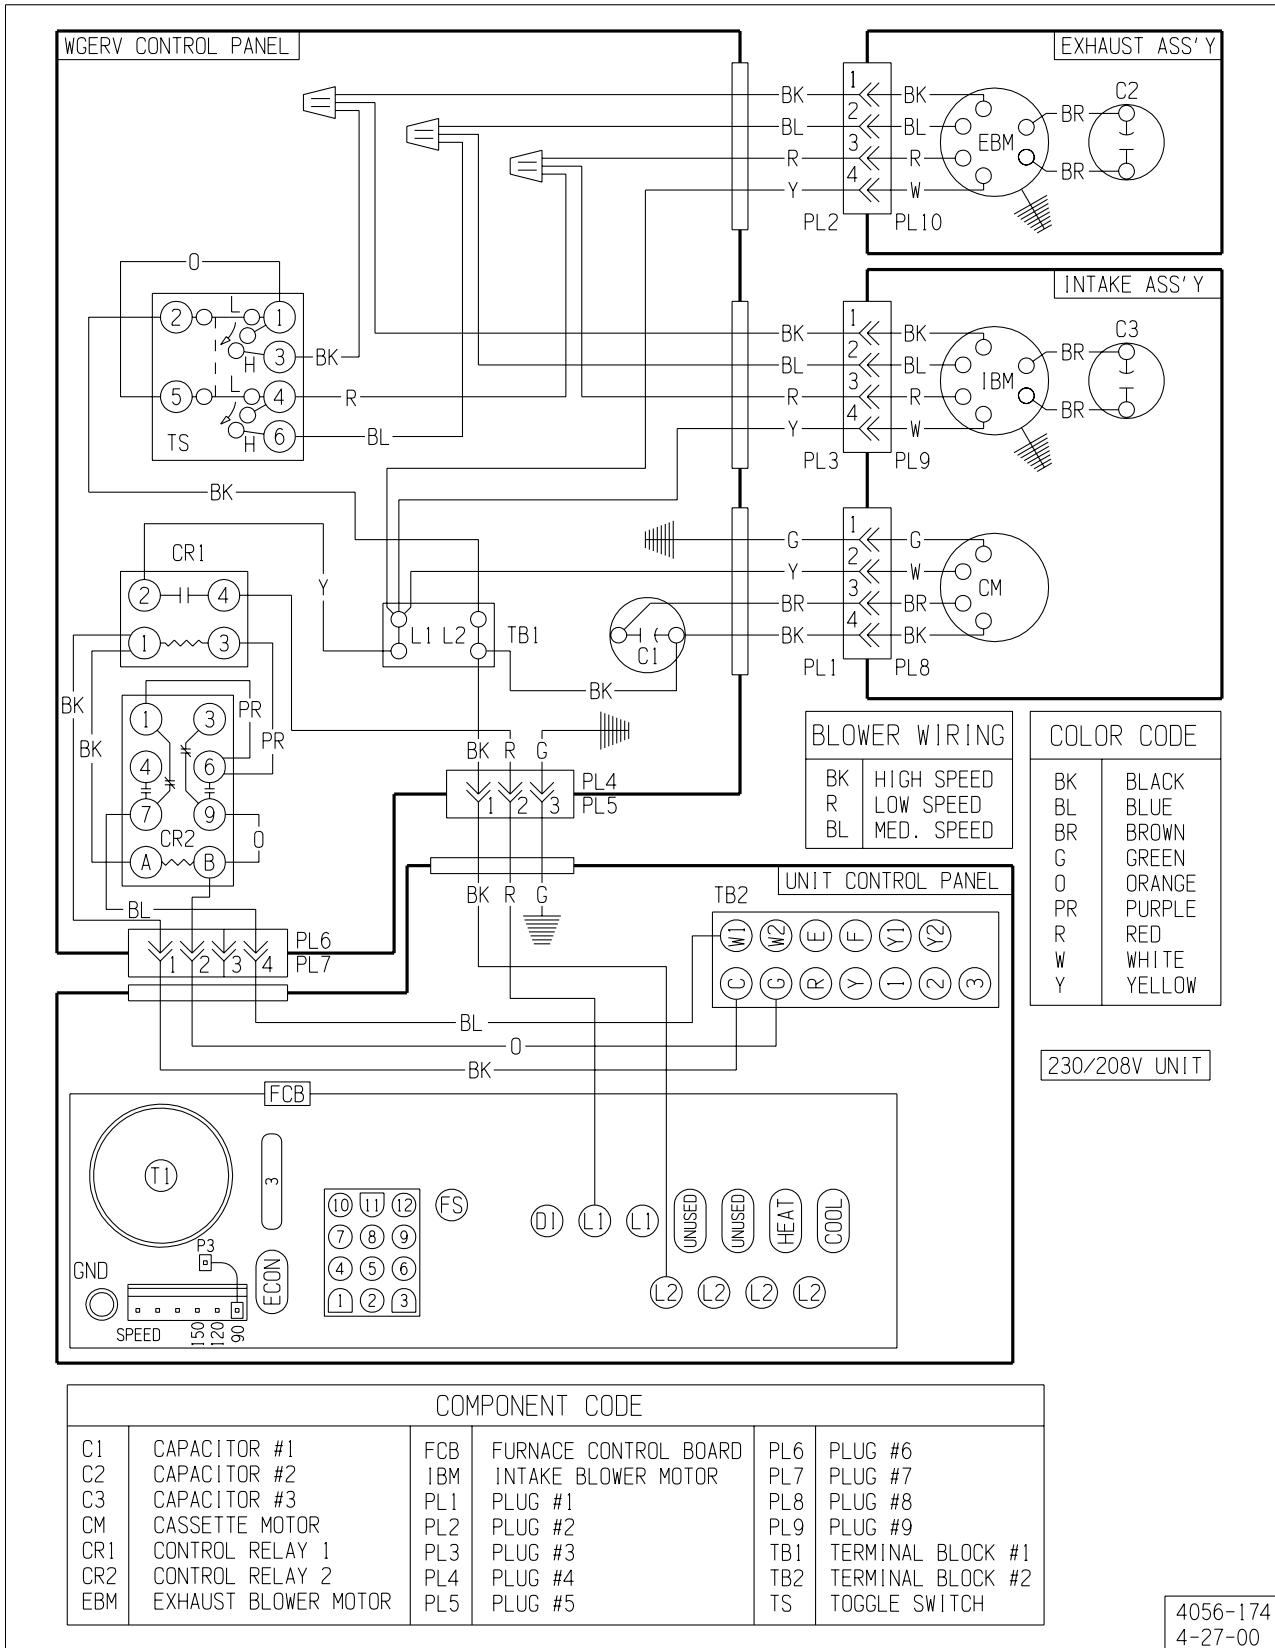 WGERV CONTROL PANEL
EXHAUST ASS'Y
BK 1 BK
BL 2 BL
R 3 R
Y 4 W
EBM
BR
BR
C2
PL2 PL10
INTAKE ASS'Y
BK 1 BK
BL 2 BL
R 3 R
Y 4 W
IBM
BR
BR
C3
PL3 PL9
G 1 G
Y 2 W
BR 3 BR
BK 4 BK
CM
PL1 PL8
O
2 L 1
H 3 BK
5 L 4 R
H 6 BL
TS
BK
CR1
2 4
1 3
Y
L1 L2 TB1
C1
BK
BK
BK
PR
PR
1 3
4 6
7 9
CR2
A B
O
BL
BK R G
PL4
1 2 3 PL5
PL6
1 2 3 4 PL7
BK R G
BLOWER WIRING
BK HIGH SPEED
R LOW SPEED
BL MED. SPEED
COLOR CODE
BK BLACK
BL BLUE
BR BROWN
G GREEN
O ORANGE
PR PURPLE
R RED
W WHITE
Y YELLOW
230/208V UNIT
UNIT CONTROL PANEL
TB2
W1 W2 E F Y1 Y2
C G R Y 1 2 3
BL
O
BK
FCB
T1
3
P3
GND
SPEED
150
120
90
ECON
10 11 12
7 8 9
4 5 6
1 2 3
FS
D1 L1 L1 UNUSED UNUSED HEAT COOL
L2 L2 L2 L2
COMPONENT CODE
C1 CAPACITOR #1 FCB FURNACE CONTROL BOARD PL6 PLUG #6
C2 CAPACITOR #2 IBM INTAKE BLOWER MOTOR PL7 PLUG #7
C3 CAPACITOR #3 PL1 PLUG #1 PL8 PLUG #8
CM CASSETTE MOTOR PL2 PLUG #2 PL9 PLUG #9
CR1 CONTROL RELAY 1 PL3 PLUG #3 TB1 TERMINAL BLOCK #1
CR2 CONTROL RELAY 2 PL4 PLUG #4 TB2 TERMINAL BLOCK #2
EBM EXHAUST BLOWER MOTOR PL5 PLUG #5 TS TOGGLE SWITCH
4056-174
4-27-00